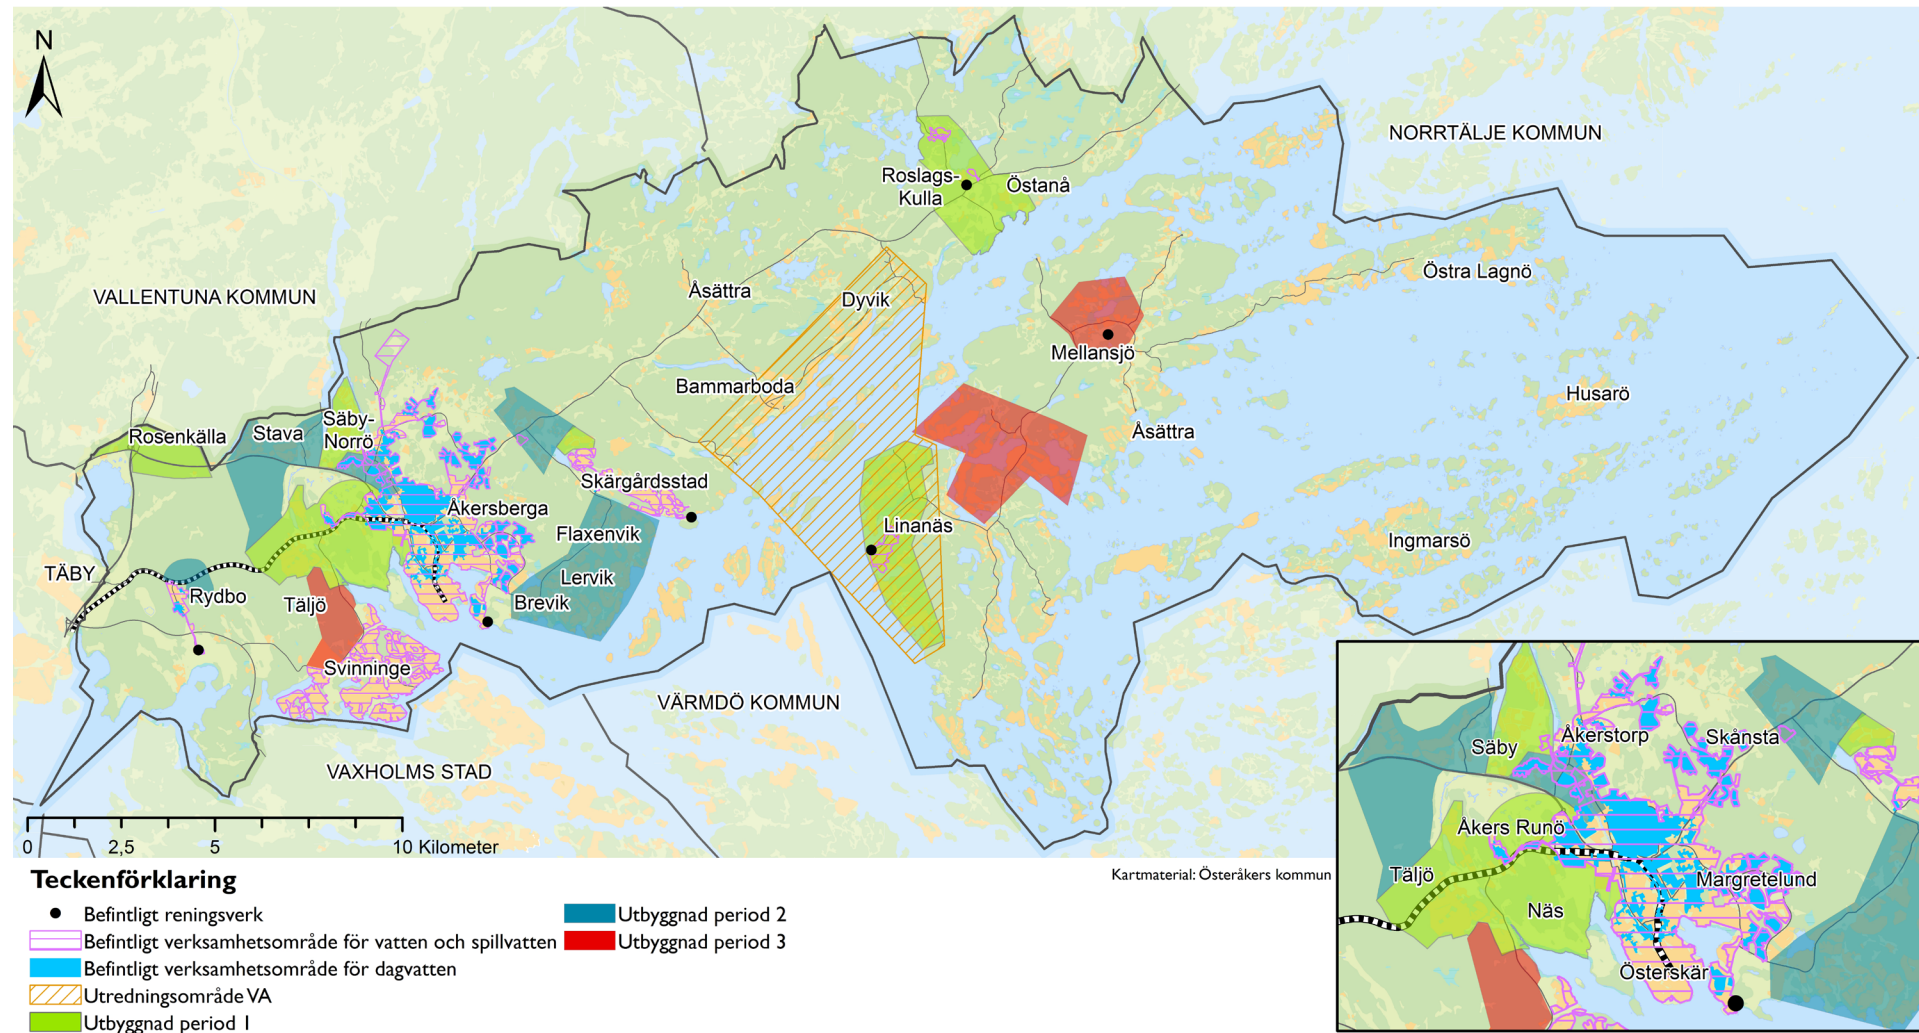 N
NORRTÄLJE KOMMUN
Roslags-
Kulla
Östanå
Östra Lagnö
VALLENTUNA KOMMUN
Åsättra
Dyvik
Mellansjö
Bammarboda
Husarö
Säby-
Norrö
Stava
Rosenkälla
Åsättra
Skärgårdsstad
Åkersberga
Linanäs
Flaxenvik
Ingmarsö
TÄBY
Lervik
Rydbo
Täljö
Brevik
Svinninge
VÄRMDÖ KOMMUN
VAXHOLMS STAD
0 2,5 5 10 Kilometer
Säby
Åkerstorp
Skånsta
Åkers Runö
Täljö
Margretelund
Näs
Österskär
Kartmaterial: Österåkers kommun
Teckenförklaring
Befintligt reningsverk
Befintligt verksamhetsområde för vatten och spillvatten
Befintligt verksamhetsområde för dagvatten
Utredningsområde VA
Utbyggnad period 1
Utbyggnad period 2
Utbyggnad period 3